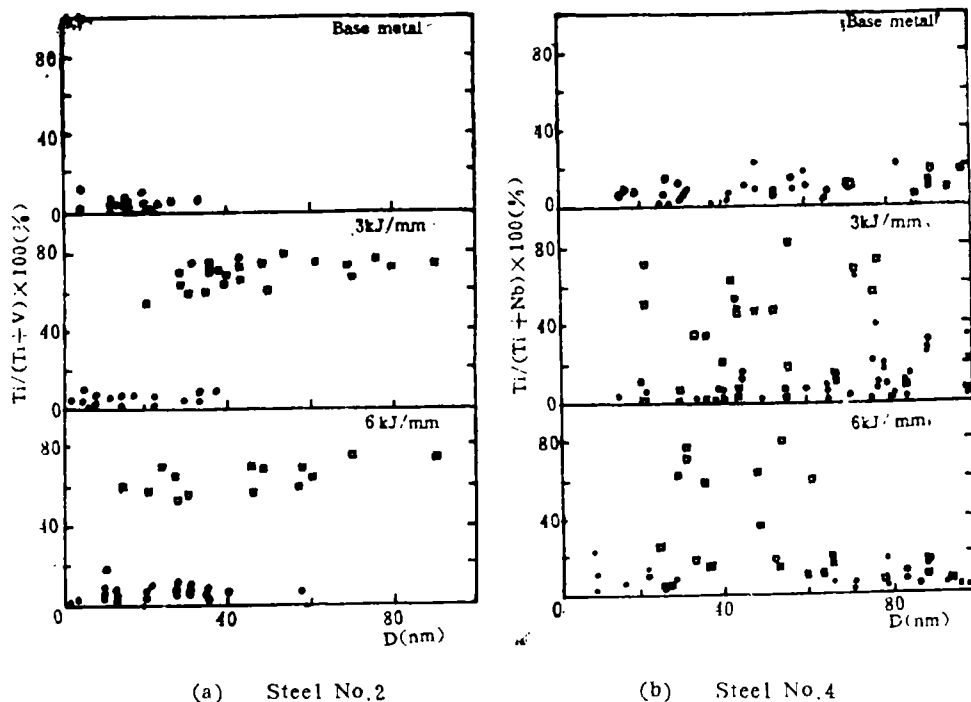 Base metal
80
40
0
3kJ/mm
80
40
0
6kJ/mm
80
40
0
0 40 80
D(nm)
Ti/(Ti+V)×100(%)
(a) Steel No.2
Base metal
80
40
0
3kJ/mm
80
40
0
6kJ/mm
80
40
0 40 80
D(nm)
Ti/(Ti+Nb)×100(%)
(b) Steel No.4